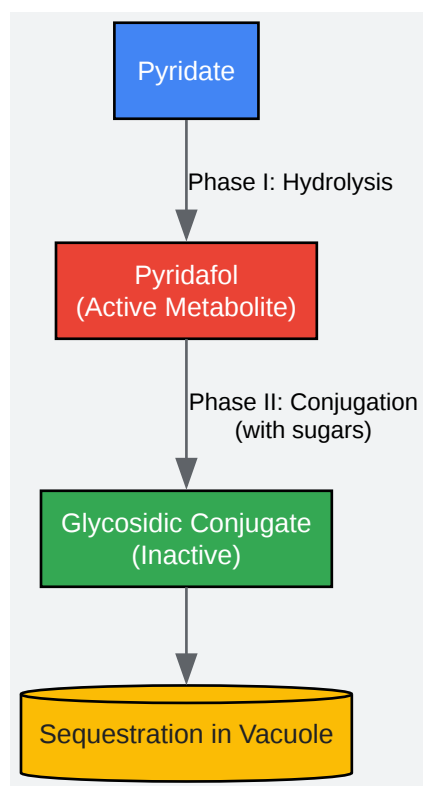 Pyridate
Phase I: Hydrolysis
Pyridafol
(Active Metabolite)
Phase II: Conjugation
(with sugars)
Glycosidic Conjugate
(Inactive)
Sequestration in Vacuole